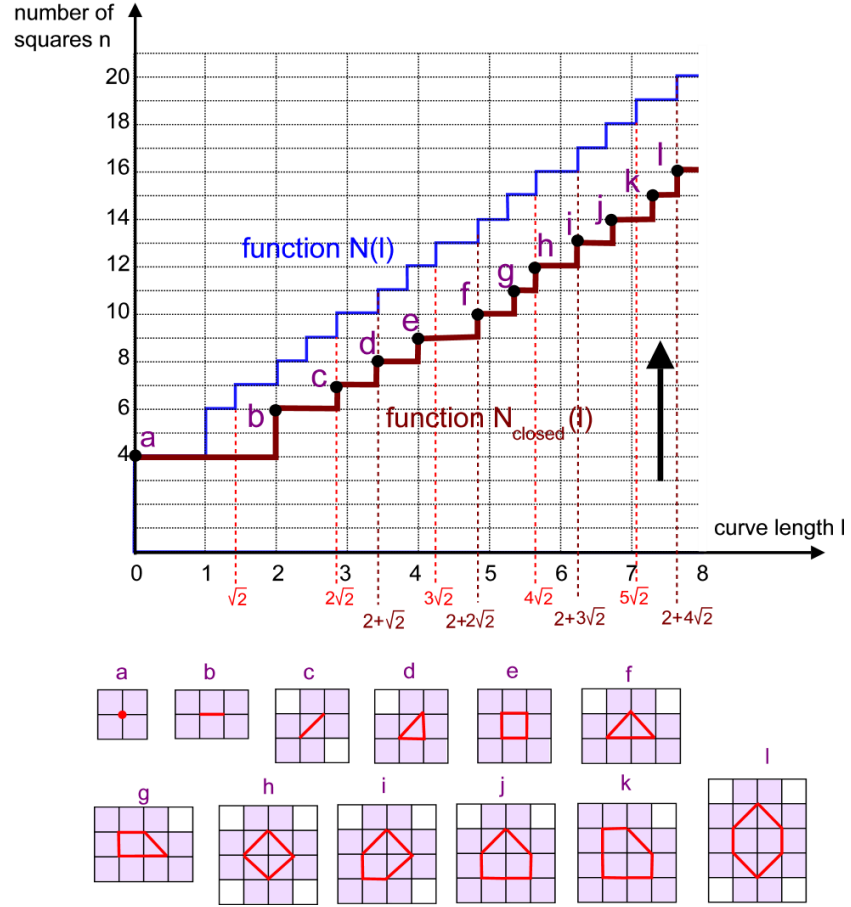 number of
squares n
20
18
16
14
12
10
8
6
4
function N(l)
function N closed (l)
a
b
c
d
e
f
g
h
i
j
k
l
curve length l
0 1 2 3 4 5 6 7 8
√2 2√2 3√2 4√2 5√2
2+√2 2+2√2 2+3√2 2+4√2
a b c d e f
g h i j k l